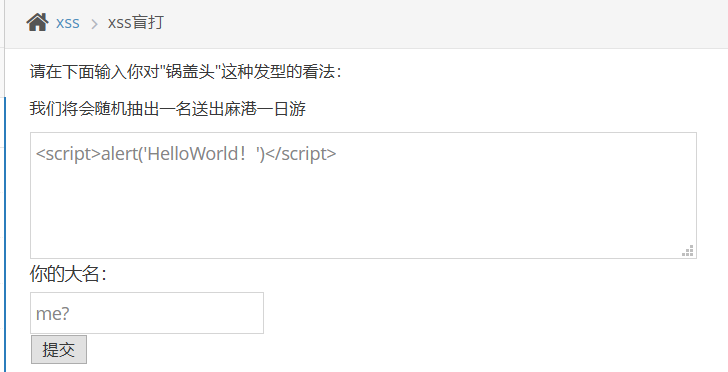 xss > xss盲打
请在下面输入你对"锅盖头"这种发型的看法：
我们将会随机抽出一名送出麻港一日游
<script>alert('HelloWorld！')</script>
你的大名：
me?
提交